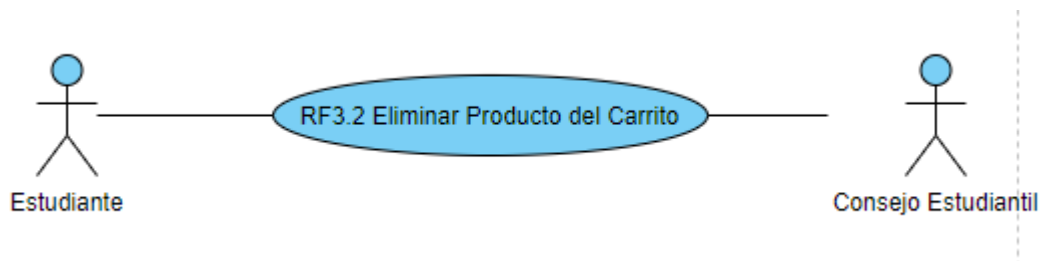 RF3.2 Eliminar Producto del Carrito
Estudiante
Consejo Estudiantil